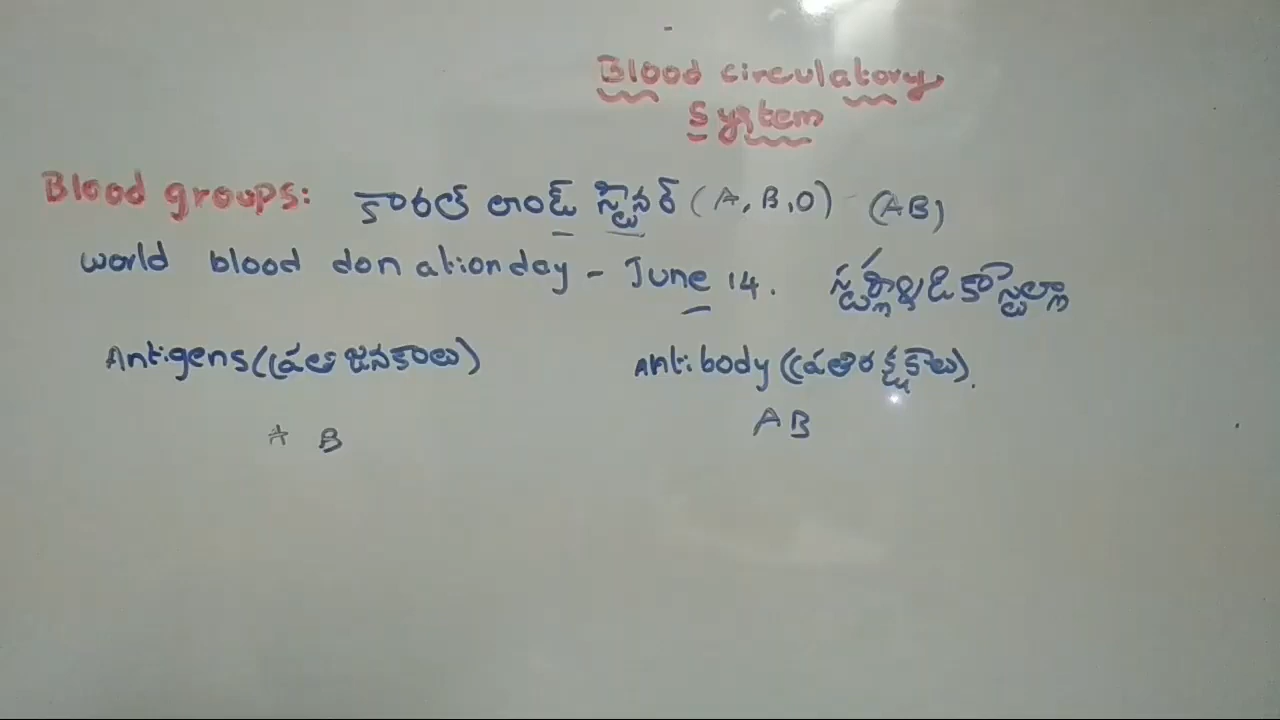 Blood circulatory
System
Blood groups: కారల్ లాండ్ స్టైనర్ (A, B, O) - (AB)
world blood donation day - June 14.
Antigens (ప్రతిజనకాలు) Antibody (ప్రతిరక్షకాలు).
A B AB